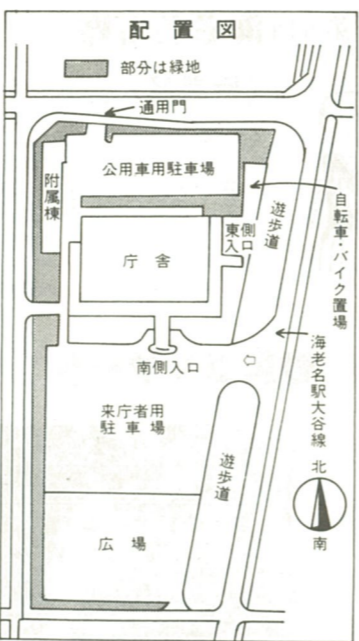 配置図
部分は緑地
通用門
公用車用駐車場
附属棟
遊歩道
自転車・バイク置場
東側
入口
庁舎
海老名駅大谷線
南側入口
来庁者用
駐車場
遊歩道
北
南
広場